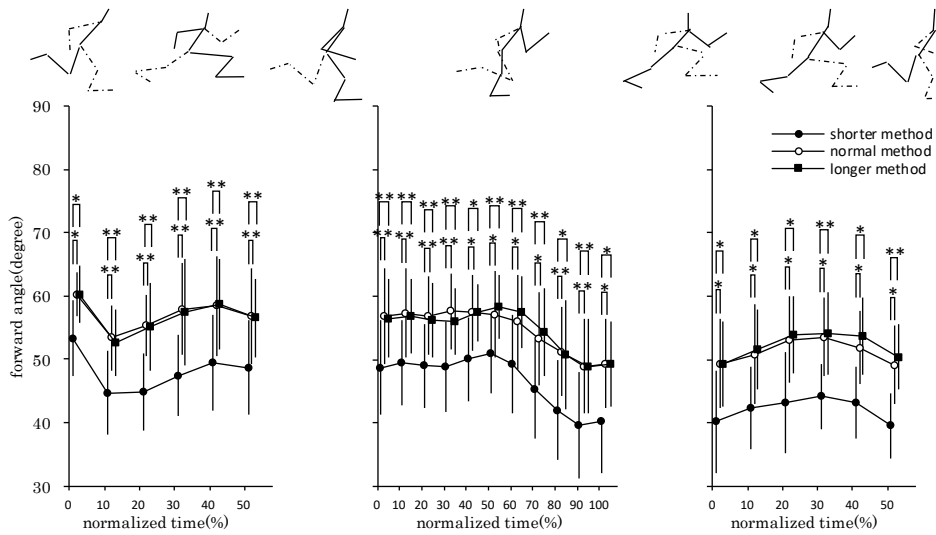 90
80
70
60
50
40
30
forward angle(degree)
* ** ** ** ** **
* ** ** ** ** **
0 10 20 30 40 50
normalized time(%)
** ** ** ** * ** ** ** * ** *
** ** ** ** * * * * ** ** *
0 10 20 30 40 50 60 70 80 90 100
normalized time(%)
shorter method
normal method
longer method
* * * ** * **
* * * * * *
0 10 20 30 40 50
normalized time(%)